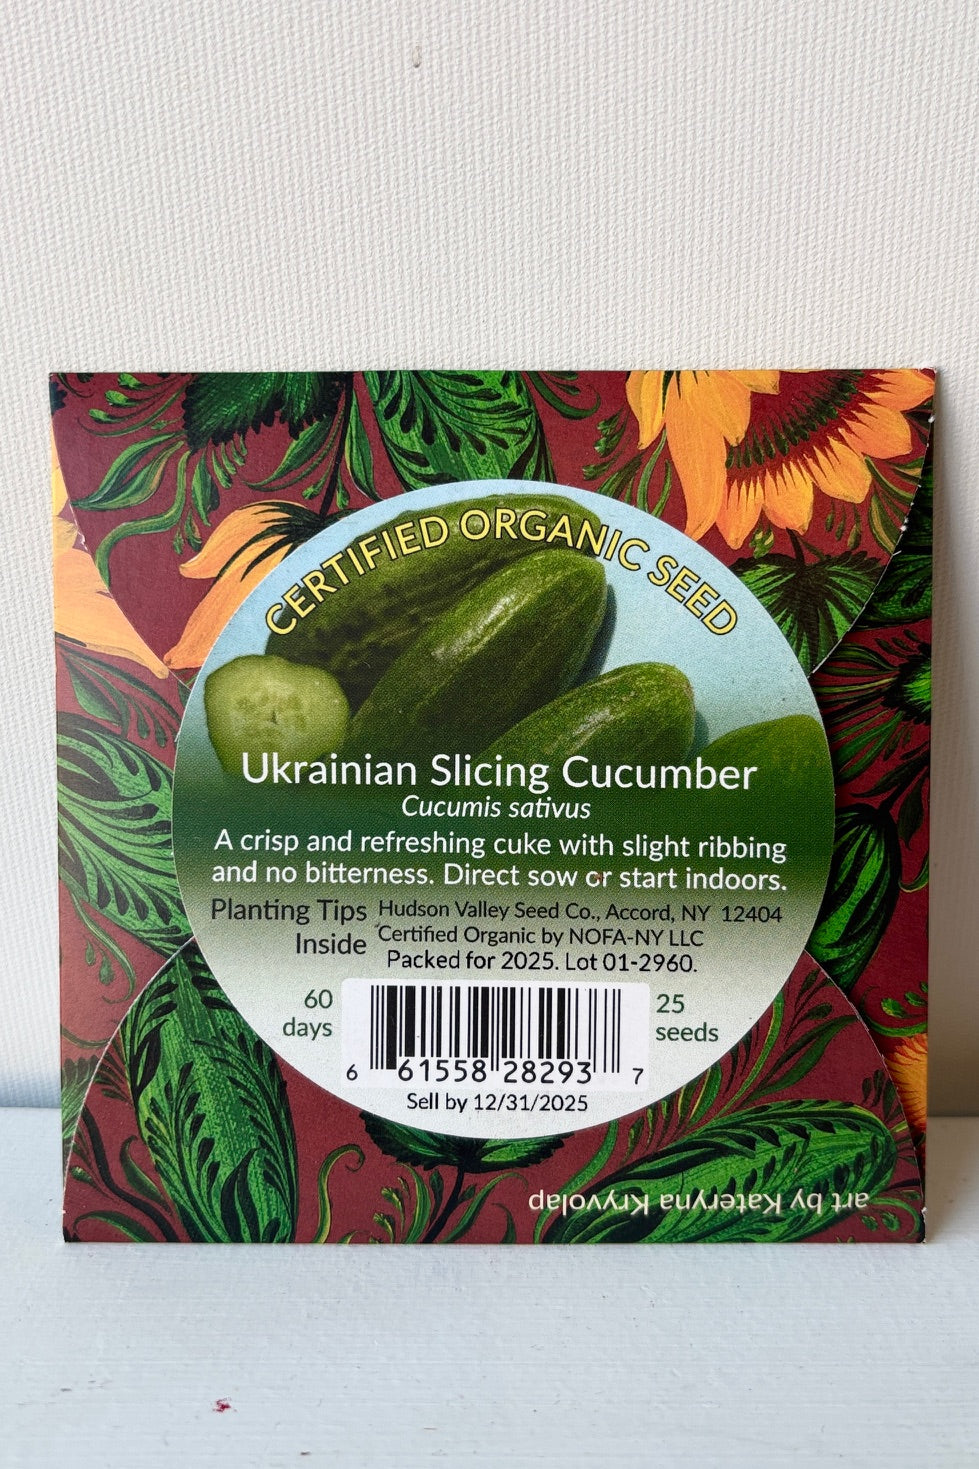 CERTIFIED ORGANIC SEED
Ukrainian Slicing Cucumber
Cucumis sativus
A crisp and refreshing cuke with slight ribbing
and no bitterness. Direct sow or start indoors.
Planting Tips
Inside
Hudson Valley Seed Co., Accord, NY 12404
Certified Organic by NOFA-NY LLC
Packed for 2025. Lot 01-2960.
60
days
25
seeds
6 61558 28293 7
Sell by 12/31/2025
art by Kateryna Kryvolap